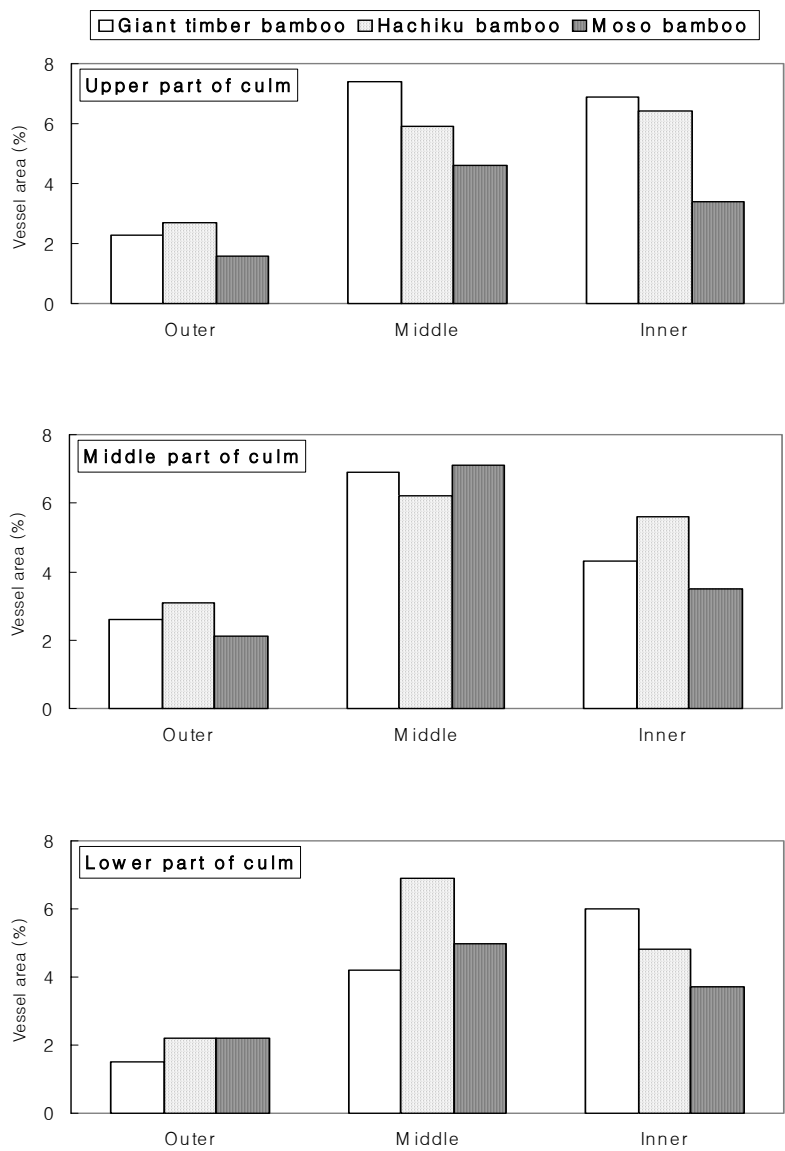 Giant timber bamboo Hachiku bamboo Moso bamboo
Upper part of culm
Vessel area (%)
8
6
4
2
0
Outer Middle Inner
Middle part of culm
Vessel area (%)
8
6
4
2
0
Outer Middle Inner
Lower part of culm
Vessel area (%)
8
6
4
2
0
Outer Middle Inner